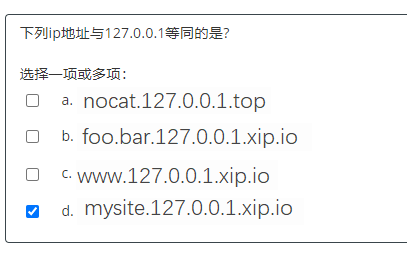 下列ip地址与127.0.0.1等同的是?
选择一项或多项：
a. nocat.127.0.0.1.top
b. foo.bar.127.0.0.1.xip.io
c. www.127.0.0.1.xip.io
d. mysite.127.0.0.1.xip.io